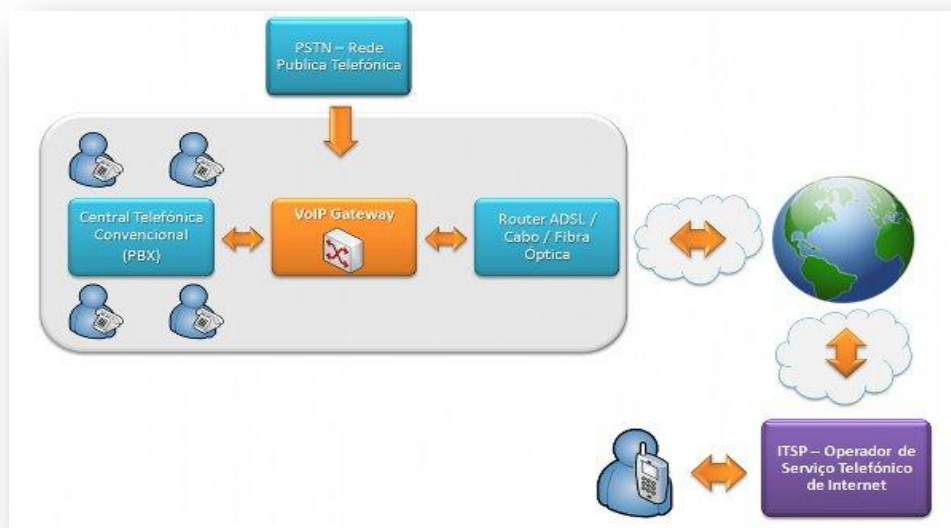 PSTN – Rede
Publica Telefónica
Central Telefónica
Convencional
(PBX)
VoIP Gateway
Router ADSL /
Cabo / Fibra
Óptica
ITSP – Operador de
Serviço Telefónico
de Internet